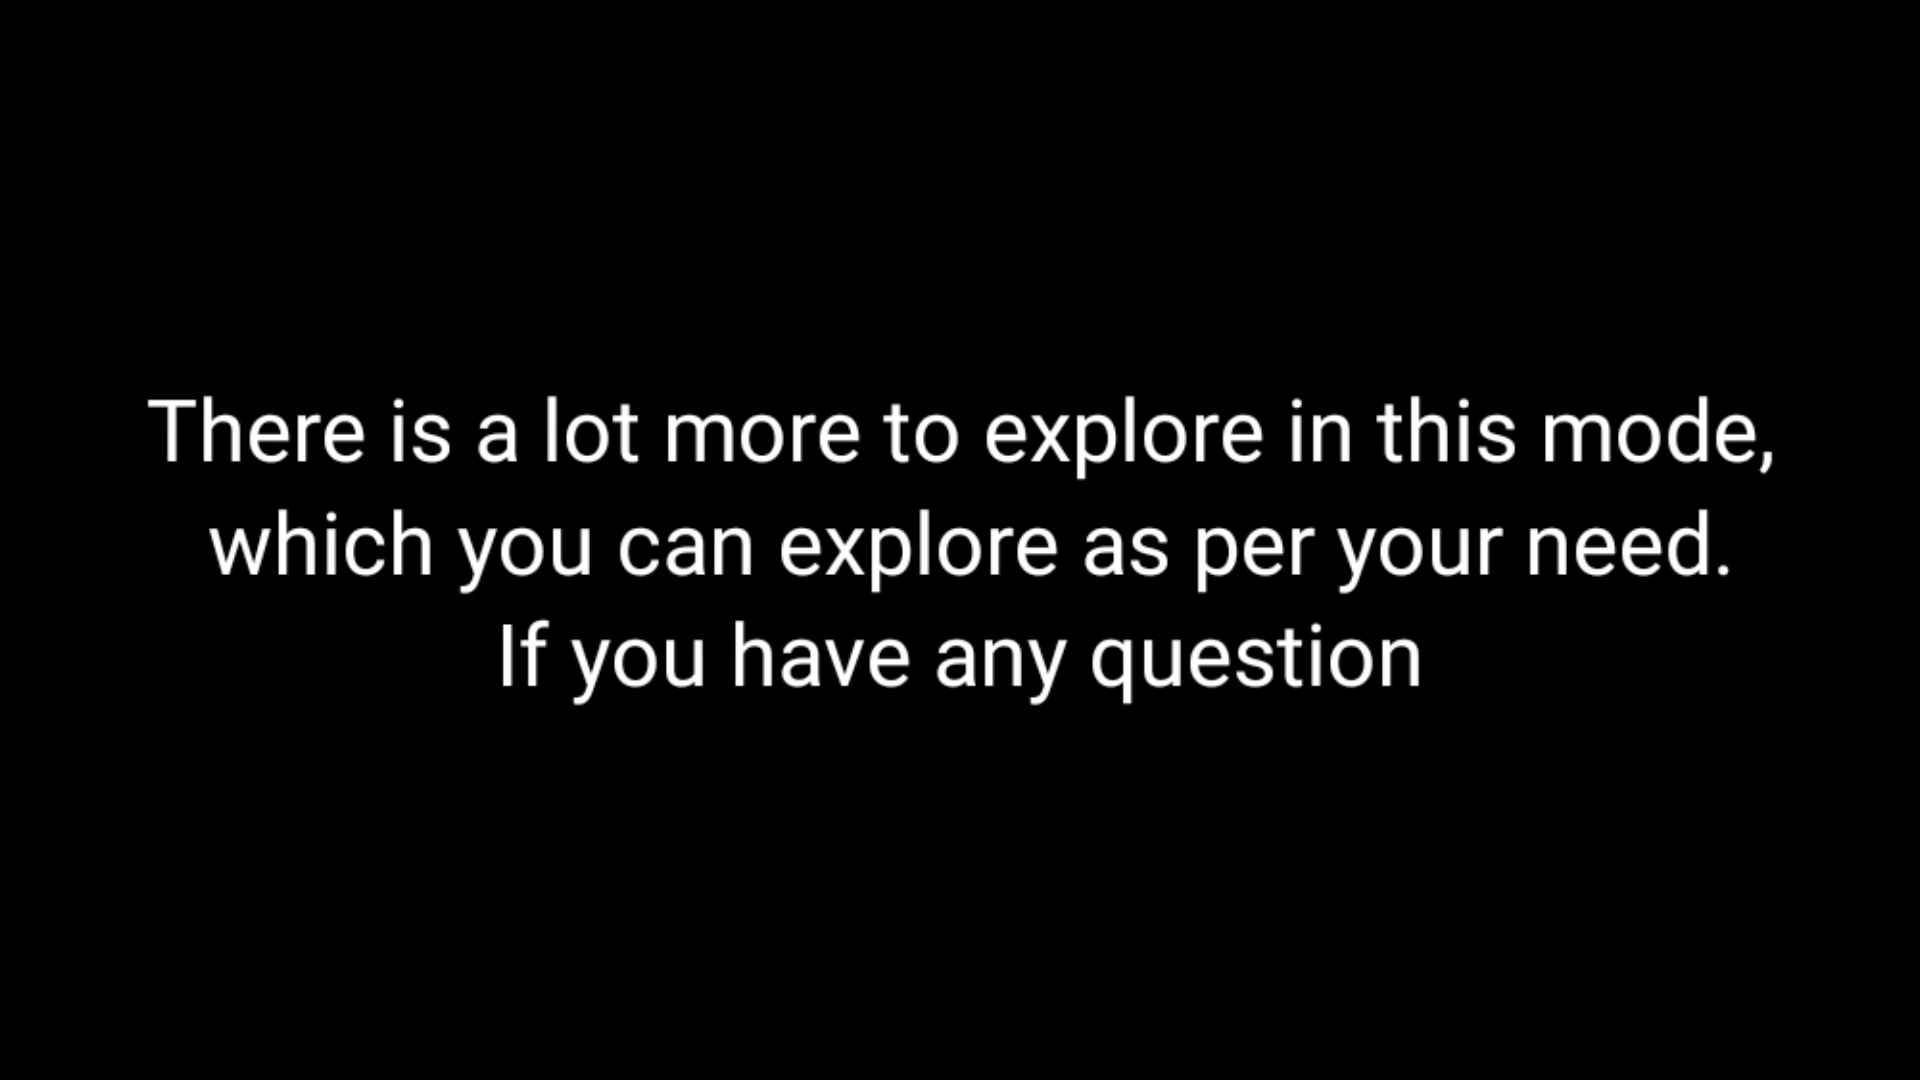 There is a lot more to explore in this mode,
which you can explore as per your need.
If you have any question